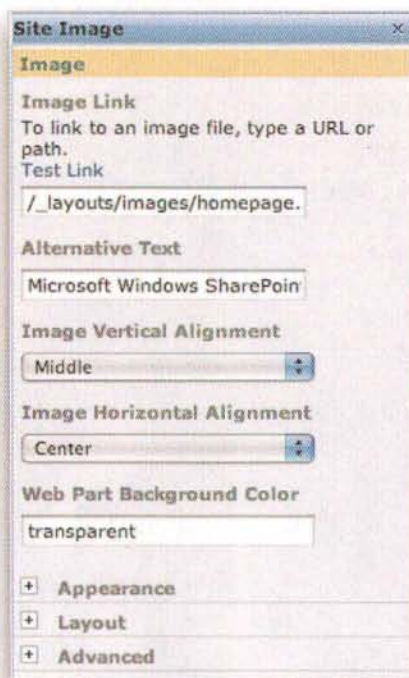 Site Image
Image
Image Link
To link to an image file, type a URL or
path.
Test Link
/_layouts/images/homepage.
Alternative Text
Microsoft Windows SharePoin
Image Vertical Alignment
Middle
Image Horizontal Alignment
Center
Web Part Background Color
transparent
+ Appearance
+ Layout
+ Advanced